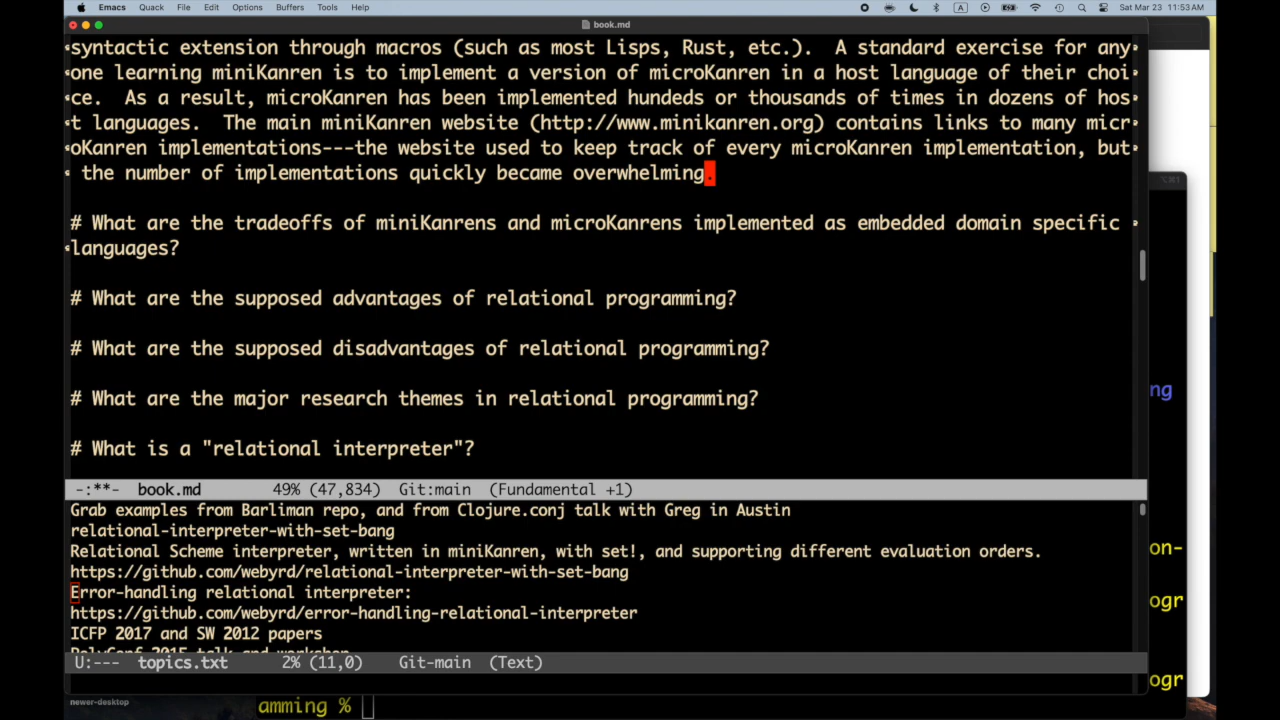 Emacs Quack File Edit Options Buffers Tools Help A Sat Mar 23 11:53 AM
book.md
syntactic extension through macros (such as most Lisps, Rust, etc.).  A standard exercise for any
one learning miniKanren is to implement a version of microKanren in a host language of their choi
ce.  As a result, microKanren has been implemented hundeds or thousands of times in dozens of hos
t languages.  The main miniKanren website (http://www.minikanren.org) contains links to many micr
oKanren implementations---the website used to keep track of every microKanren implementation, but
the number of implementations quickly became overwhelming.
# What are the tradeoffs of miniKanrens and microKanrens implemented as embedded domain specific
languages?
# What are the supposed advantages of relational programming?
# What are the supposed disadvantages of relational programming?
# What are the major research themes in relational programming?
ng
# What is a "relational interpreter"?
-:**- book.md 49% (47,834) Git:main (Fundamental +1)
Grab examples from Barliman repo, and from Clojure.conj talk with Greg in Austin
relational-interpreter-with-set-bang
Relational Scheme interpreter, written in miniKanren, with set!, and supporting different evaluation orders.
on-
https://github.com/webyrd/relational-interpreter-with-set-bang
Error-handling relational interpreter:
ogr
https://github.com/webyrd/error-handling-relational-interpreter
ICFP 2017 and SW 2012 papers
PolyConf 2015 talk and workshop
U:--- topics.txt 2% (11,0) Git-main (Text)
ogr
newer-desktop
amming %